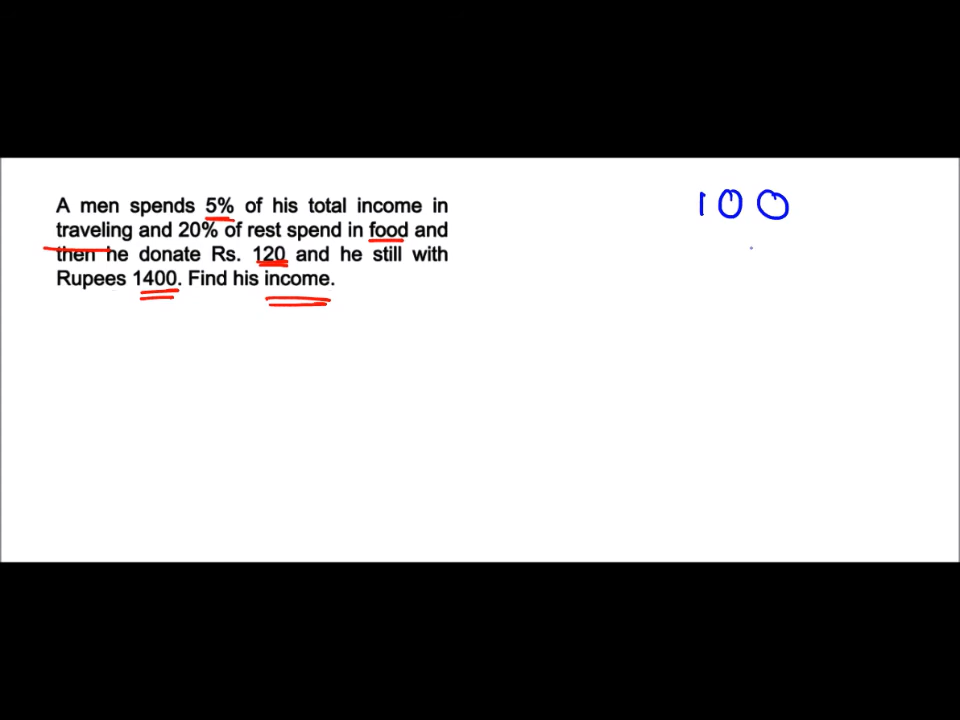 A men spends 5% of his total income in
traveling and 20% of rest spend in food and
then he donate Rs. 120 and he still with
Rupees 1400. Find his income.
100